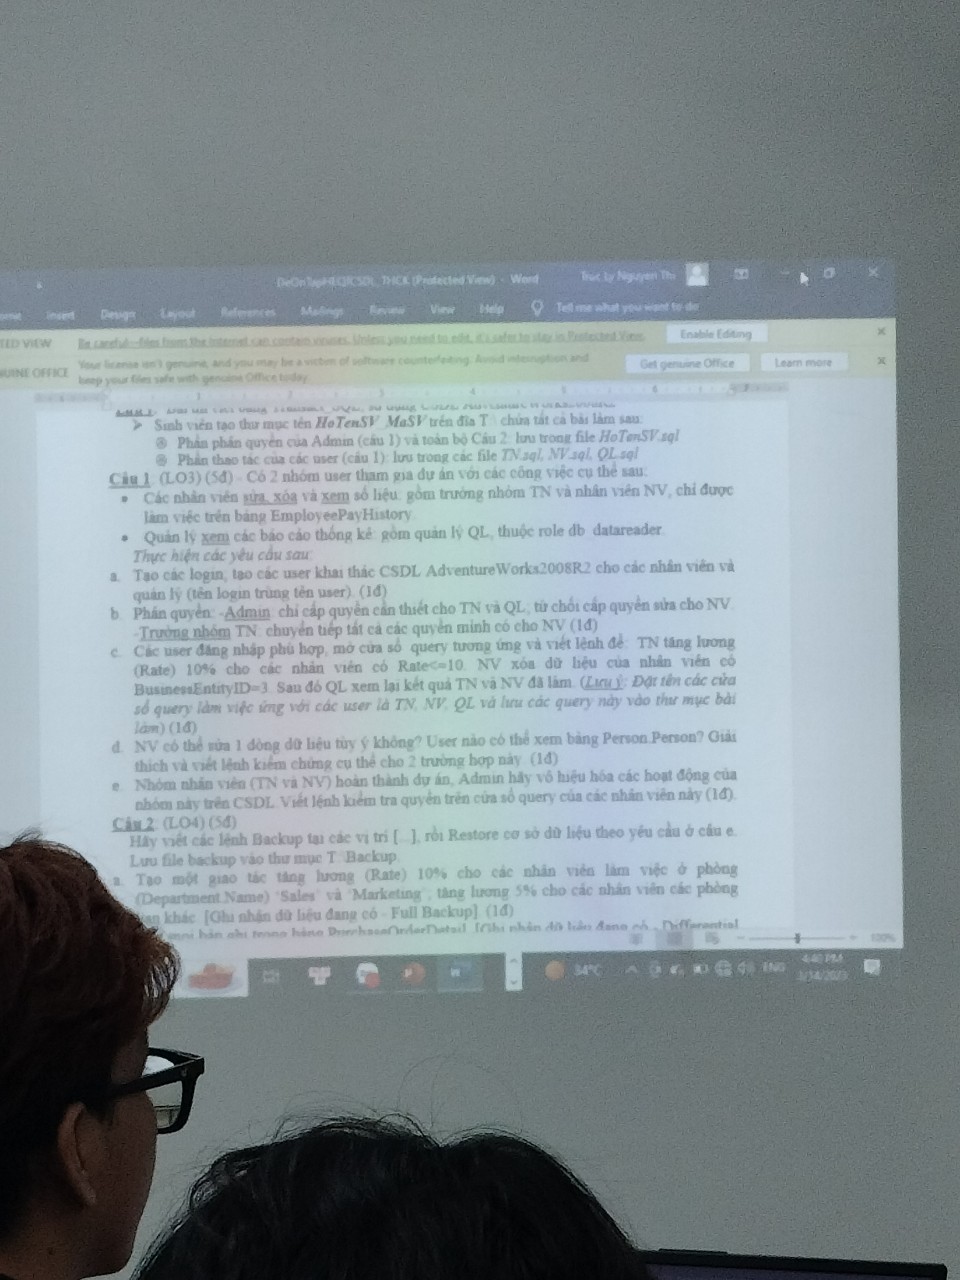 DeOnTapHEQTCSDL_THCK (Protected View) - Word Truc Ly Nguyen Thi
Insert Design Layout References Mailings Review View Help Tell me what you want to do
VIEW Be careful—files from the Internet can contain viruses. Unless you need to edit, it's safer to stay in Protected View. Enable Editing
OFFICE Your license isn't genuine, and you may be a victim of software counterfeiting. Avoid interruption and Get genuine Office Learn more
keep your files safe with genuine Office today.
Sinh viên tạo thư mục tên HoTenSV_MaSV trên đĩa T: chứa tất cả bài làm sau:
Phần phân quyền của Admin (câu 1) và toàn bộ Câu 2: lưu trong file HoTenSV.sql
Phần thao tác của các user (câu 1): lưu trong các file TN.sql, NV.sql, QL.sql
Câu 1: (LO3) (5đ) - Có 2 nhóm user tham gia dự án với các công việc cụ thể sau:
• Các nhân viên sửa, xóa và xem số liệu: gồm trưởng nhóm TN và nhân viên NV, chỉ được
làm việc trên bảng EmployeePayHistory.
• Quản lý xem các báo cáo thống kê: gồm quản lý QL, thuộc role db_datareader.
Thực hiện các yêu cầu sau:
a. Tạo các login, tạo các user khai thác CSDL AdventureWorks2008R2 cho các nhân viên và
quản lý (tên login trùng tên user). (1đ)
b. Phân quyền: -Admin: chỉ cấp quyền cần thiết cho TN và QL, từ chối cấp quyền sửa cho NV.
-Trưởng nhóm TN: chuyển tiếp tất cả các quyền mình có cho NV (1đ)
c. Các user đăng nhập phù hợp, mở cửa sổ query tương ứng và viết lệnh để: TN tăng lương
(Rate) 10% cho các nhân viên có Rate<=10. NV xóa dữ liệu của nhân viên có
BusinessEntityID=3. Sau đó QL xem lại kết quả TN và NV đã làm. (Lưu ý: Đặt tên các cửa
sổ query làm việc ứng với các user là TN, NV, QL và lưu các query này vào thư mục bài
làm) (1đ)
d. NV có thể sửa 1 dòng dữ liệu tùy ý không? User nào có thể xem bảng Person.Person? Giải
thích và viết lệnh kiểm chứng cụ thể cho 2 trường hợp này. (1đ)
e. Nhóm nhân viên (TN và NV) hoàn thành dự án, Admin hãy vô hiệu hóa các hoạt động của
nhóm này trên CSDL. Viết lệnh kiểm tra quyền trên cửa sổ query của các nhân viên này (1đ).
Câu 2: (LO4) (5đ)
Hãy viết các lệnh Backup tại các vị trí [...], rồi Restore cơ sở dữ liệu theo yêu cầu ở câu e.
Lưu file backup vào thư mục T:\Backup.
a. Tạo một giao tác tăng lương (Rate) 10% cho các nhân viên làm việc ở phòng
(Department.Name) 'Sales' và 'Marketing', tăng lương 5% cho các nhân viên các phòng
ban khác. [Ghi nhận dữ liệu đang có - Full Backup]. (1đ)
mọi bản ghi trong bảng PurchaseOrderDetail. [Ghi nhận dữ liệu đang có - Differential
100%
34°C ENG 4:40 PM
3/14/2023